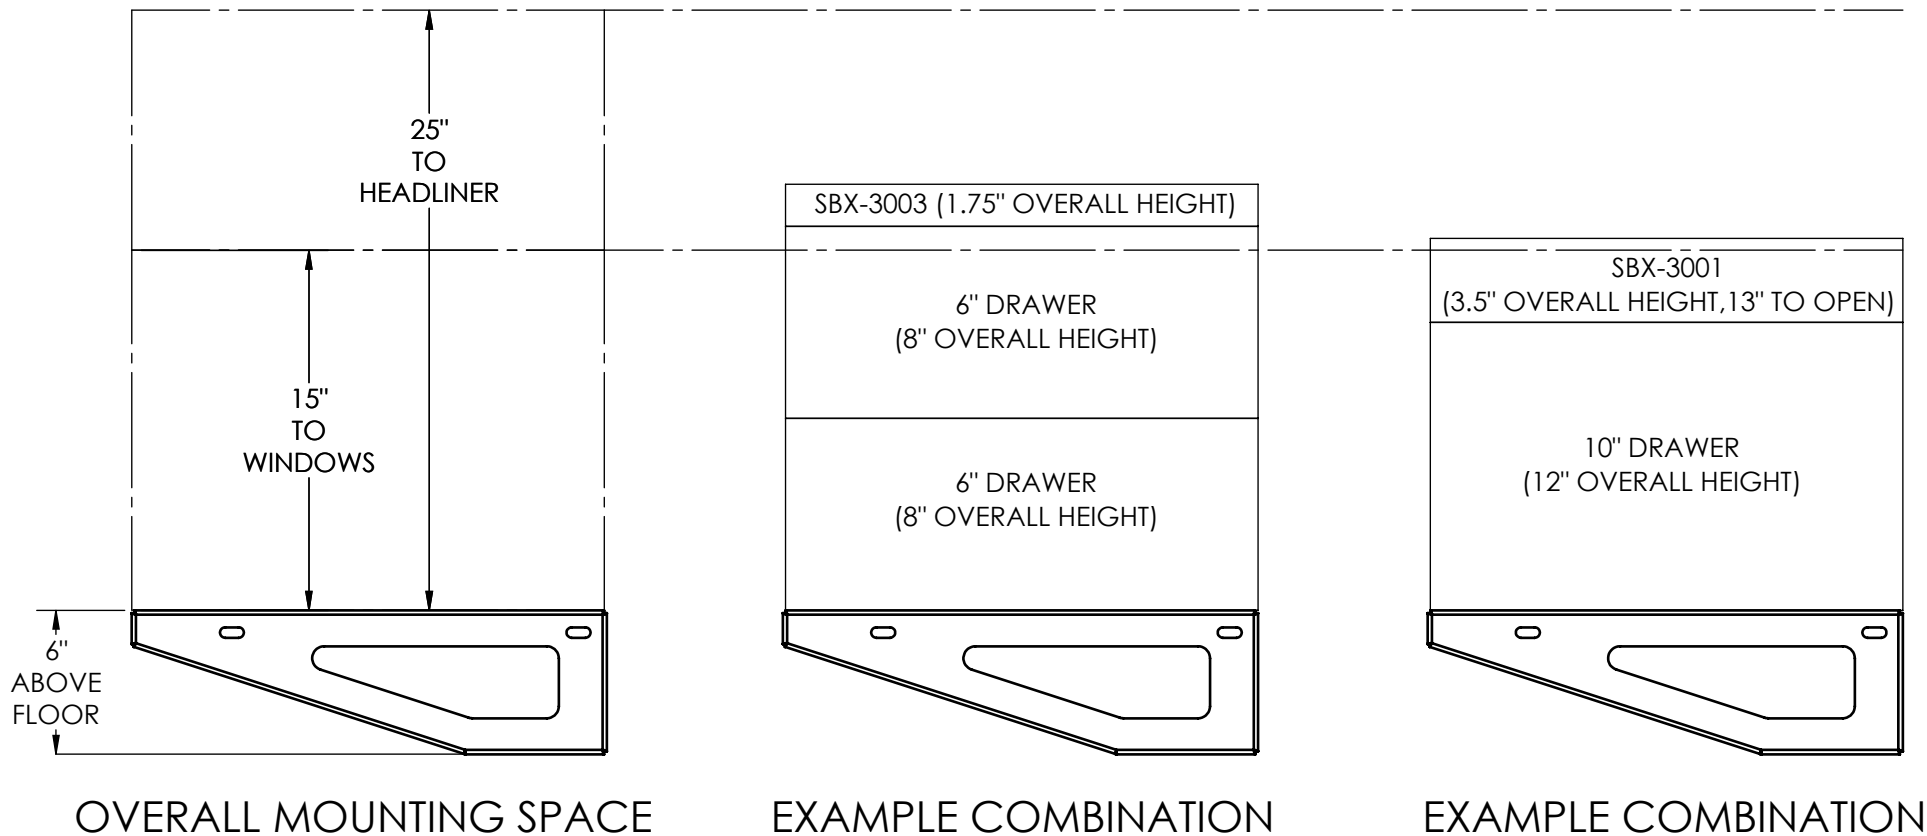 25"
TO
HEADLINER
15"
TO
WINDOWS
6"
ABOVE
FLOOR
OVERALL MOUNTING SPACE
SBX-3003 (1.75" OVERALL HEIGHT)
6" DRAWER
(8" OVERALL HEIGHT)
6" DRAWER
(8" OVERALL HEIGHT)
EXAMPLE COMBINATION
SBX-3001
(3.5" OVERALL HEIGHT,13" TO OPEN)
10" DRAWER
(12" OVERALL HEIGHT)
EXAMPLE COMBINATION